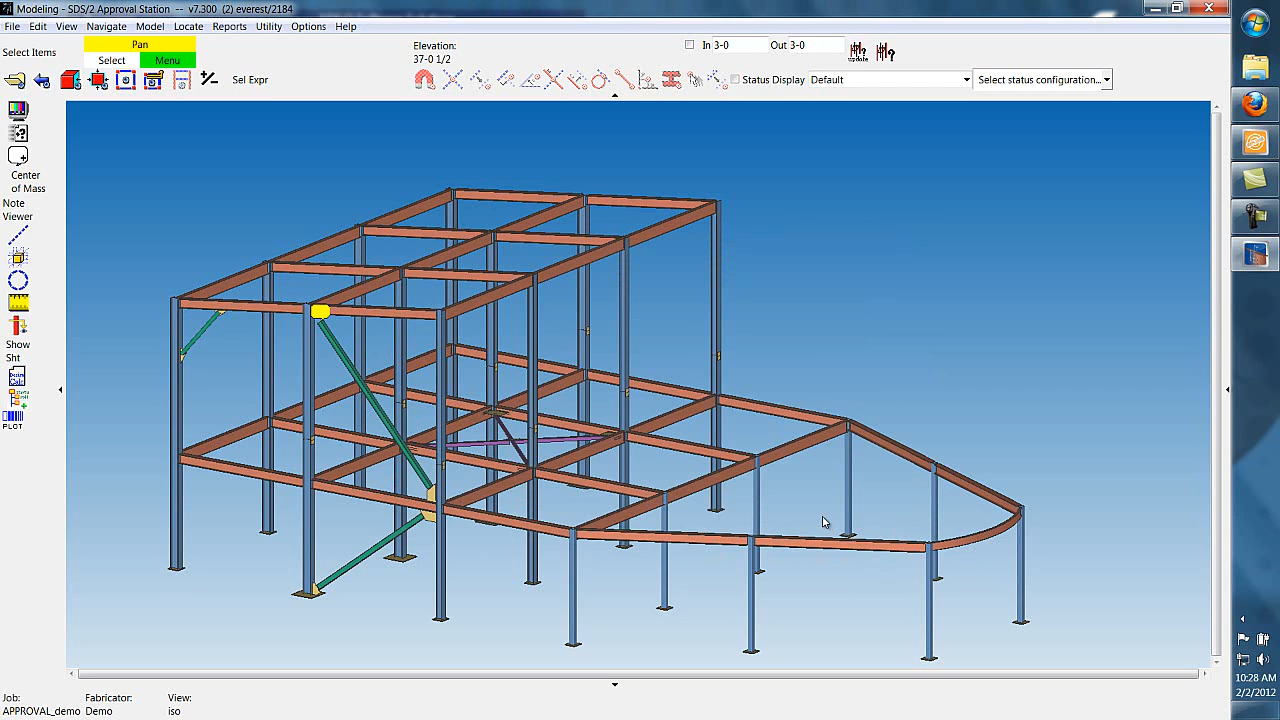 Modeling - SDS/2 Approval Station -- v7.300 (2) everest/2184
File Edit View Navigate Model Locate Reports Utility Options Help
Select Items
Pan
Select Menu
Elevation:
37-0 1/2
In 3-0 Out 3-0
update
Sel Expr
Status Display Default Select status configuration...
Center
of Mass
Note
Viewer
Show
Sht
PLOT
Job:
APPROVAL_demo
Fabricator:
Demo
View:
iso
10:28 AM
2/2/2012